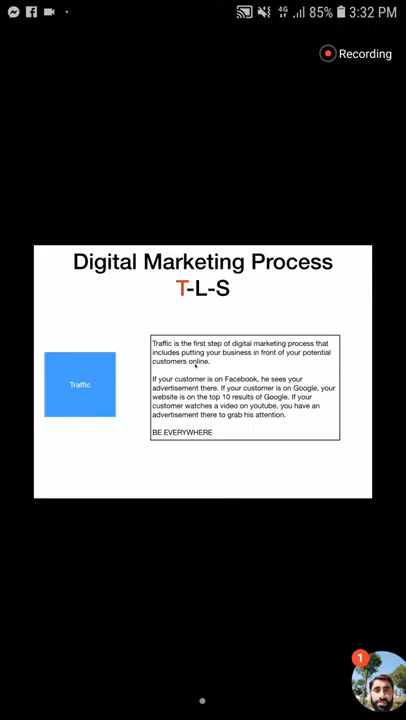 4G 85% 3:32 PM
Recording
Digital Marketing Process
T-L-S
Traffic
Traffic is the first step of digital marketing process that
includes putting your business in front of your potential
customers online.
If your customer is on Facebook, he sees your
advertisement there. If your customer is on Google, your
website is on the top 10 results of Google. If your
customer watches a video on youtube, you have an
advertisement there to grab his attention.
BE EVERYWHERE
1